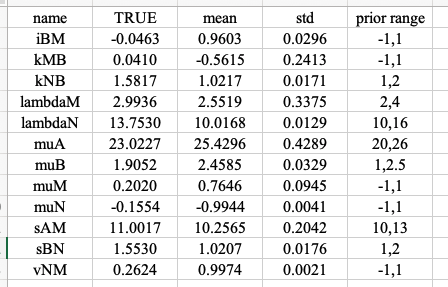 name TRUE mean std prior range
iBM -0.0463 0.9603 0.0296 -1,1
kMB 0.0410 -0.5615 0.2413 -1,1
kNB 1.5817 1.0217 0.0171 1,2
lambdaM 2.9936 2.5519 0.3375 2,4
lambdaN 13.7530 10.0168 0.0129 10,16
muA 23.0227 25.4296 0.4289 20,26
muB 1.9052 2.4585 0.0329 1,2.5
muM 0.2020 0.7646 0.0945 -1,1
muN -0.1554 -0.9944 0.0041 -1,1
sAM 11.0017 10.2565 0.2042 10,13
sBN 1.5530 1.0207 0.0176 1,2
vNM 0.2624 0.9974 0.0021 -1,1